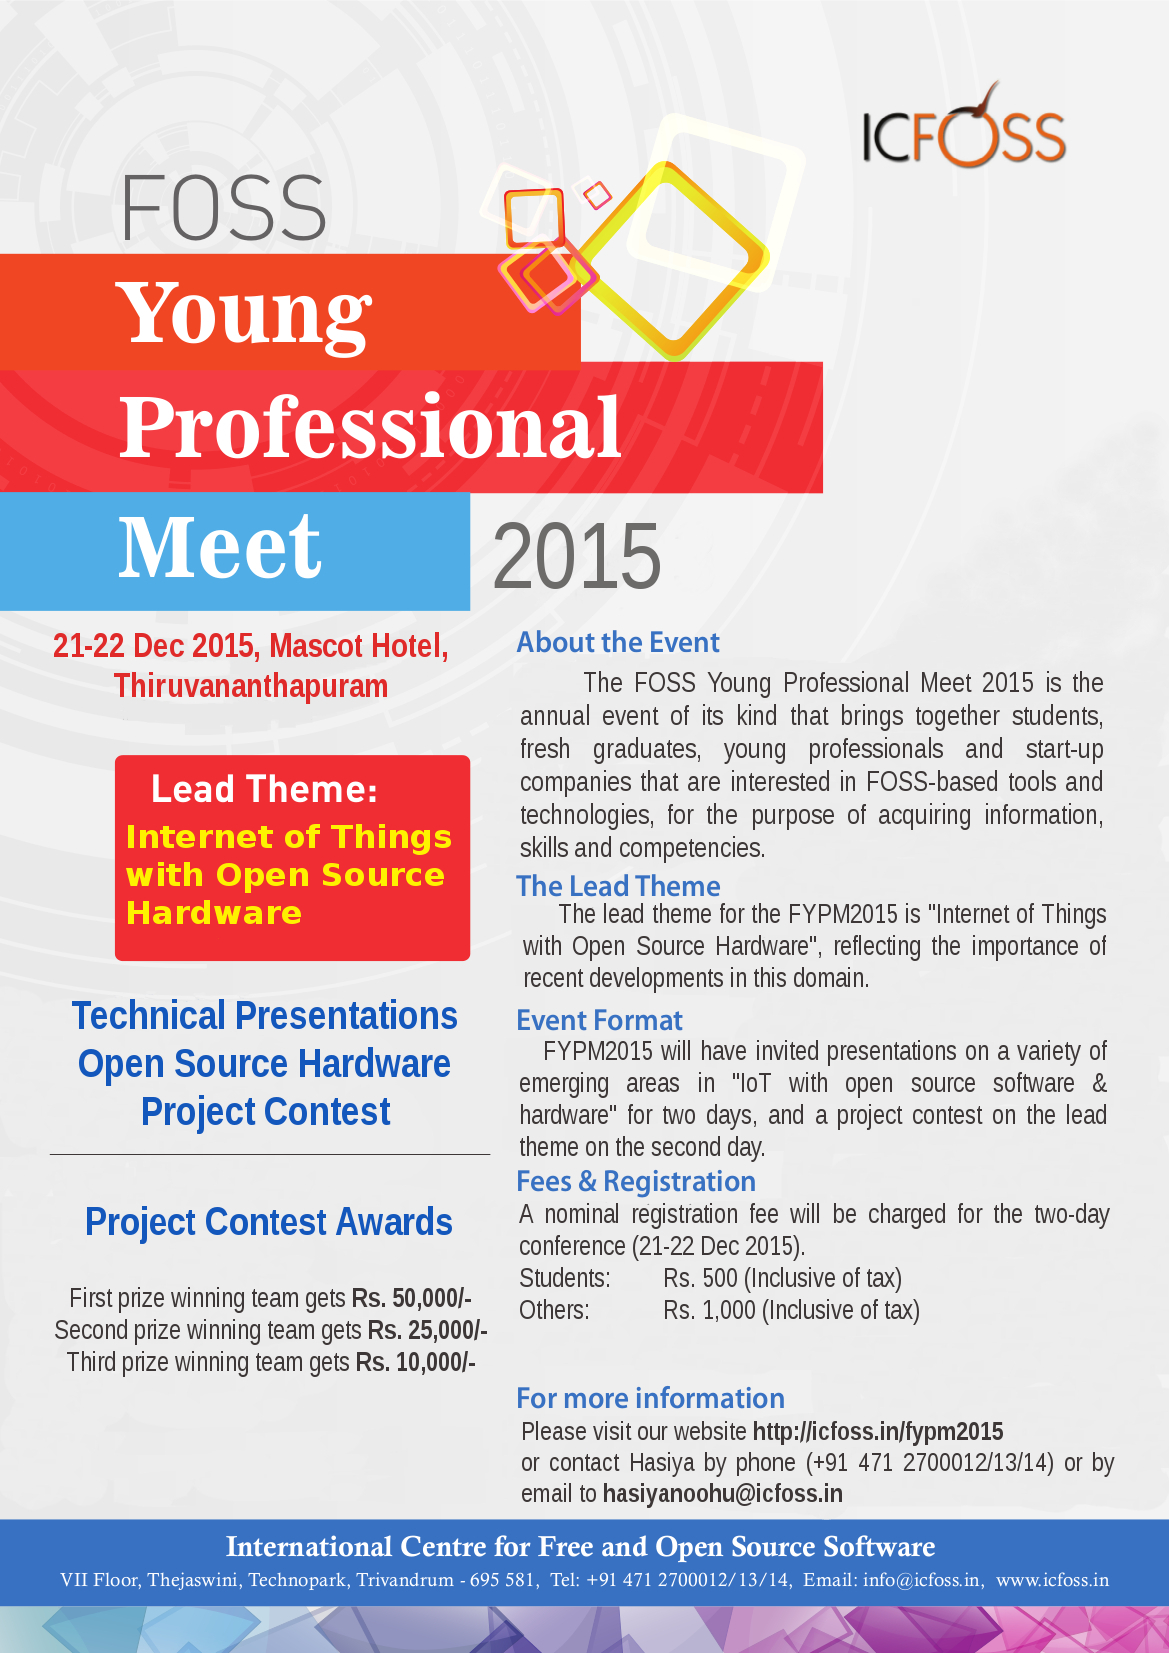 ICFOSS
FOSS
Young
Professional
Meet
2015
21-22 Dec 2015, Mascot Hotel,
Thiruvananthapuram
Lead Theme:
Internet of Things
with Open Source
Hardware
Technical Presentations
Open Source Hardware
Project Contest
Project Contest Awards
First prize winning team gets Rs. 50,000/-
Second prize winning team gets Rs. 25,000/-
Third prize winning team gets Rs. 10,000/-
About the Event
The FOSS Young Professional Meet 2015 is the
annual event of its kind that brings together students,
fresh graduates, young professionals and start-up
companies that are interested in FOSS-based tools and
technologies, for the purpose of acquiring information,
skills and competencies.
The Lead Theme
The lead theme for the FYPM2015 is "Internet of Things
with Open Source Hardware", reflecting the importance of
recent developments in this domain.
Event Format
FYPM2015 will have invited presentations on a variety of
emerging areas in "IoT with open source software &
hardware" for two days, and a project contest on the lead
theme on the second day.
Fees & Registration
A nominal registration fee will be charged for the two-day
conference (21-22 Dec 2015).
Students: Rs. 500 (Inclusive of tax)
Others: Rs. 1,000 (Inclusive of tax)
For more information
Please visit our website http://icfoss.in/fypm2015
or contact Hasiya by phone (+91 471 2700012/13/14) or by
email to hasiyanoohu@icfoss.in
International Centre for Free and Open Source Software
VII Floor, Thejaswini, Technopark, Trivandrum - 695 581, Tel: +91 471 2700012/13/14, Email: info@icfoss.in, www.icfoss.in